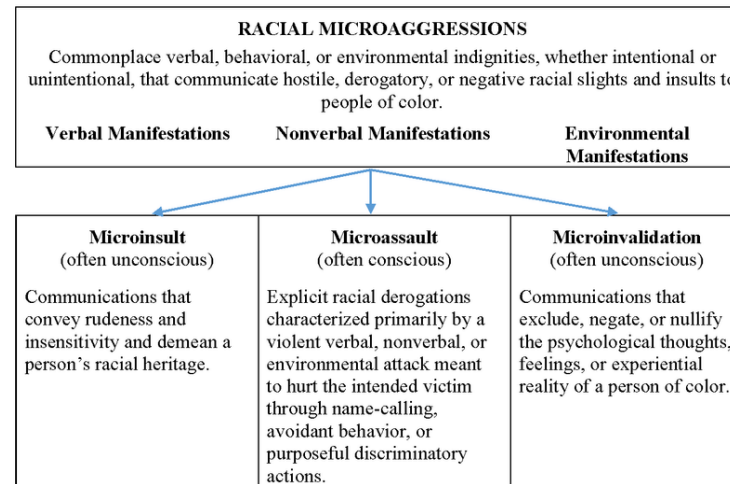 RACIAL MICROAGGRESSIONS
Commonplace verbal, behavioral, or environmental indignities, whether intentional or
unintentional, that communicate hostile, derogatory, or negative racial slights and insults to
people of color.
Verbal Manifestations
Nonverbal Manifestations
Environmental
Manifestations
Microinsult
(often unconscious)
Communications that
convey rudeness and
insensitivity and demean a
person’s racial heritage.
Microassault
(often conscious)
Explicit racial derogations
characterized primarily by a
violent verbal, nonverbal, or
environmental attack meant
to hurt the intended victim
through name-calling,
avoidant behavior, or
purposeful discriminatory
actions.
Microinvalidation
(often unconscious)
Communications that
exclude, negate, or nullify
the psychological thoughts,
feelings, or experiential
reality of a person of color.